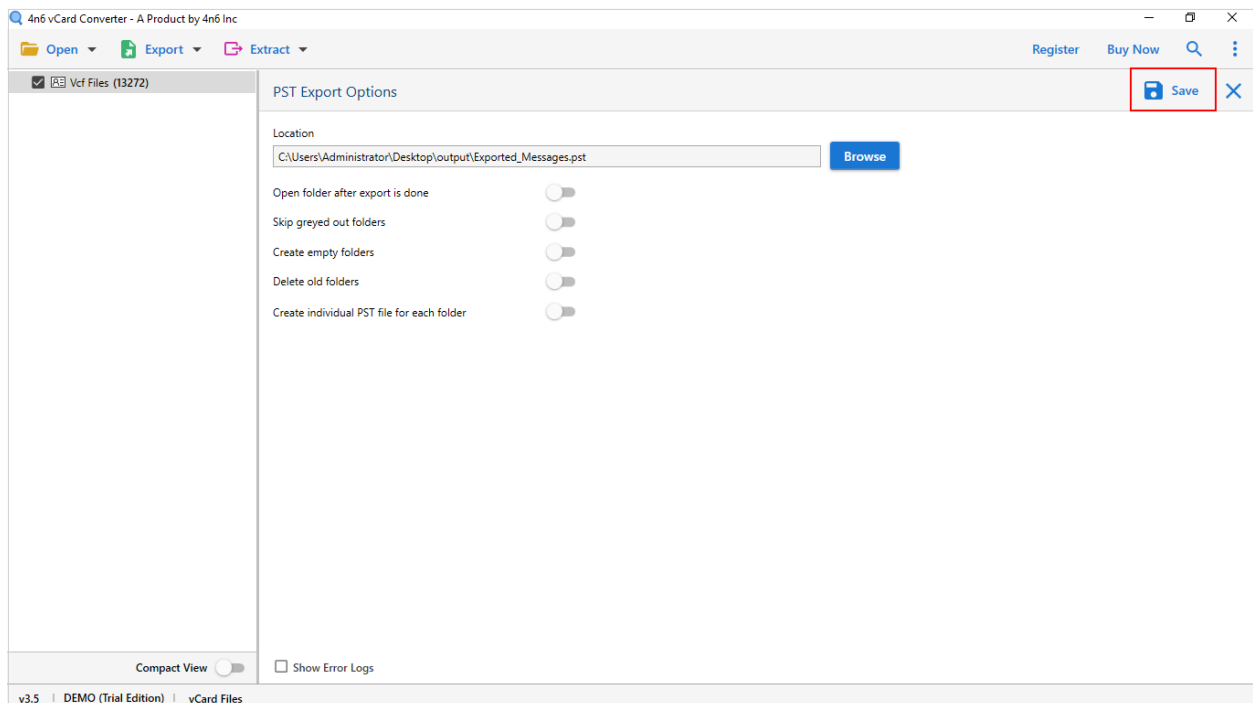 4n6 vCard Converter - A Product by 4n6 Inc
Open Export Extract Register Buy Now
Vcf Files (13272)
PST Export Options Save
Location
C:\Users\Administrator\Desktop\output\Exported_Messages.pst Browse
Open folder after export is done
Skip greyed out folders
Create empty folders
Delete old folders
Create individual PST file for each folder
Compact View Show Error Logs
v3.5 | DEMO (Trial Edition) | vCard Files